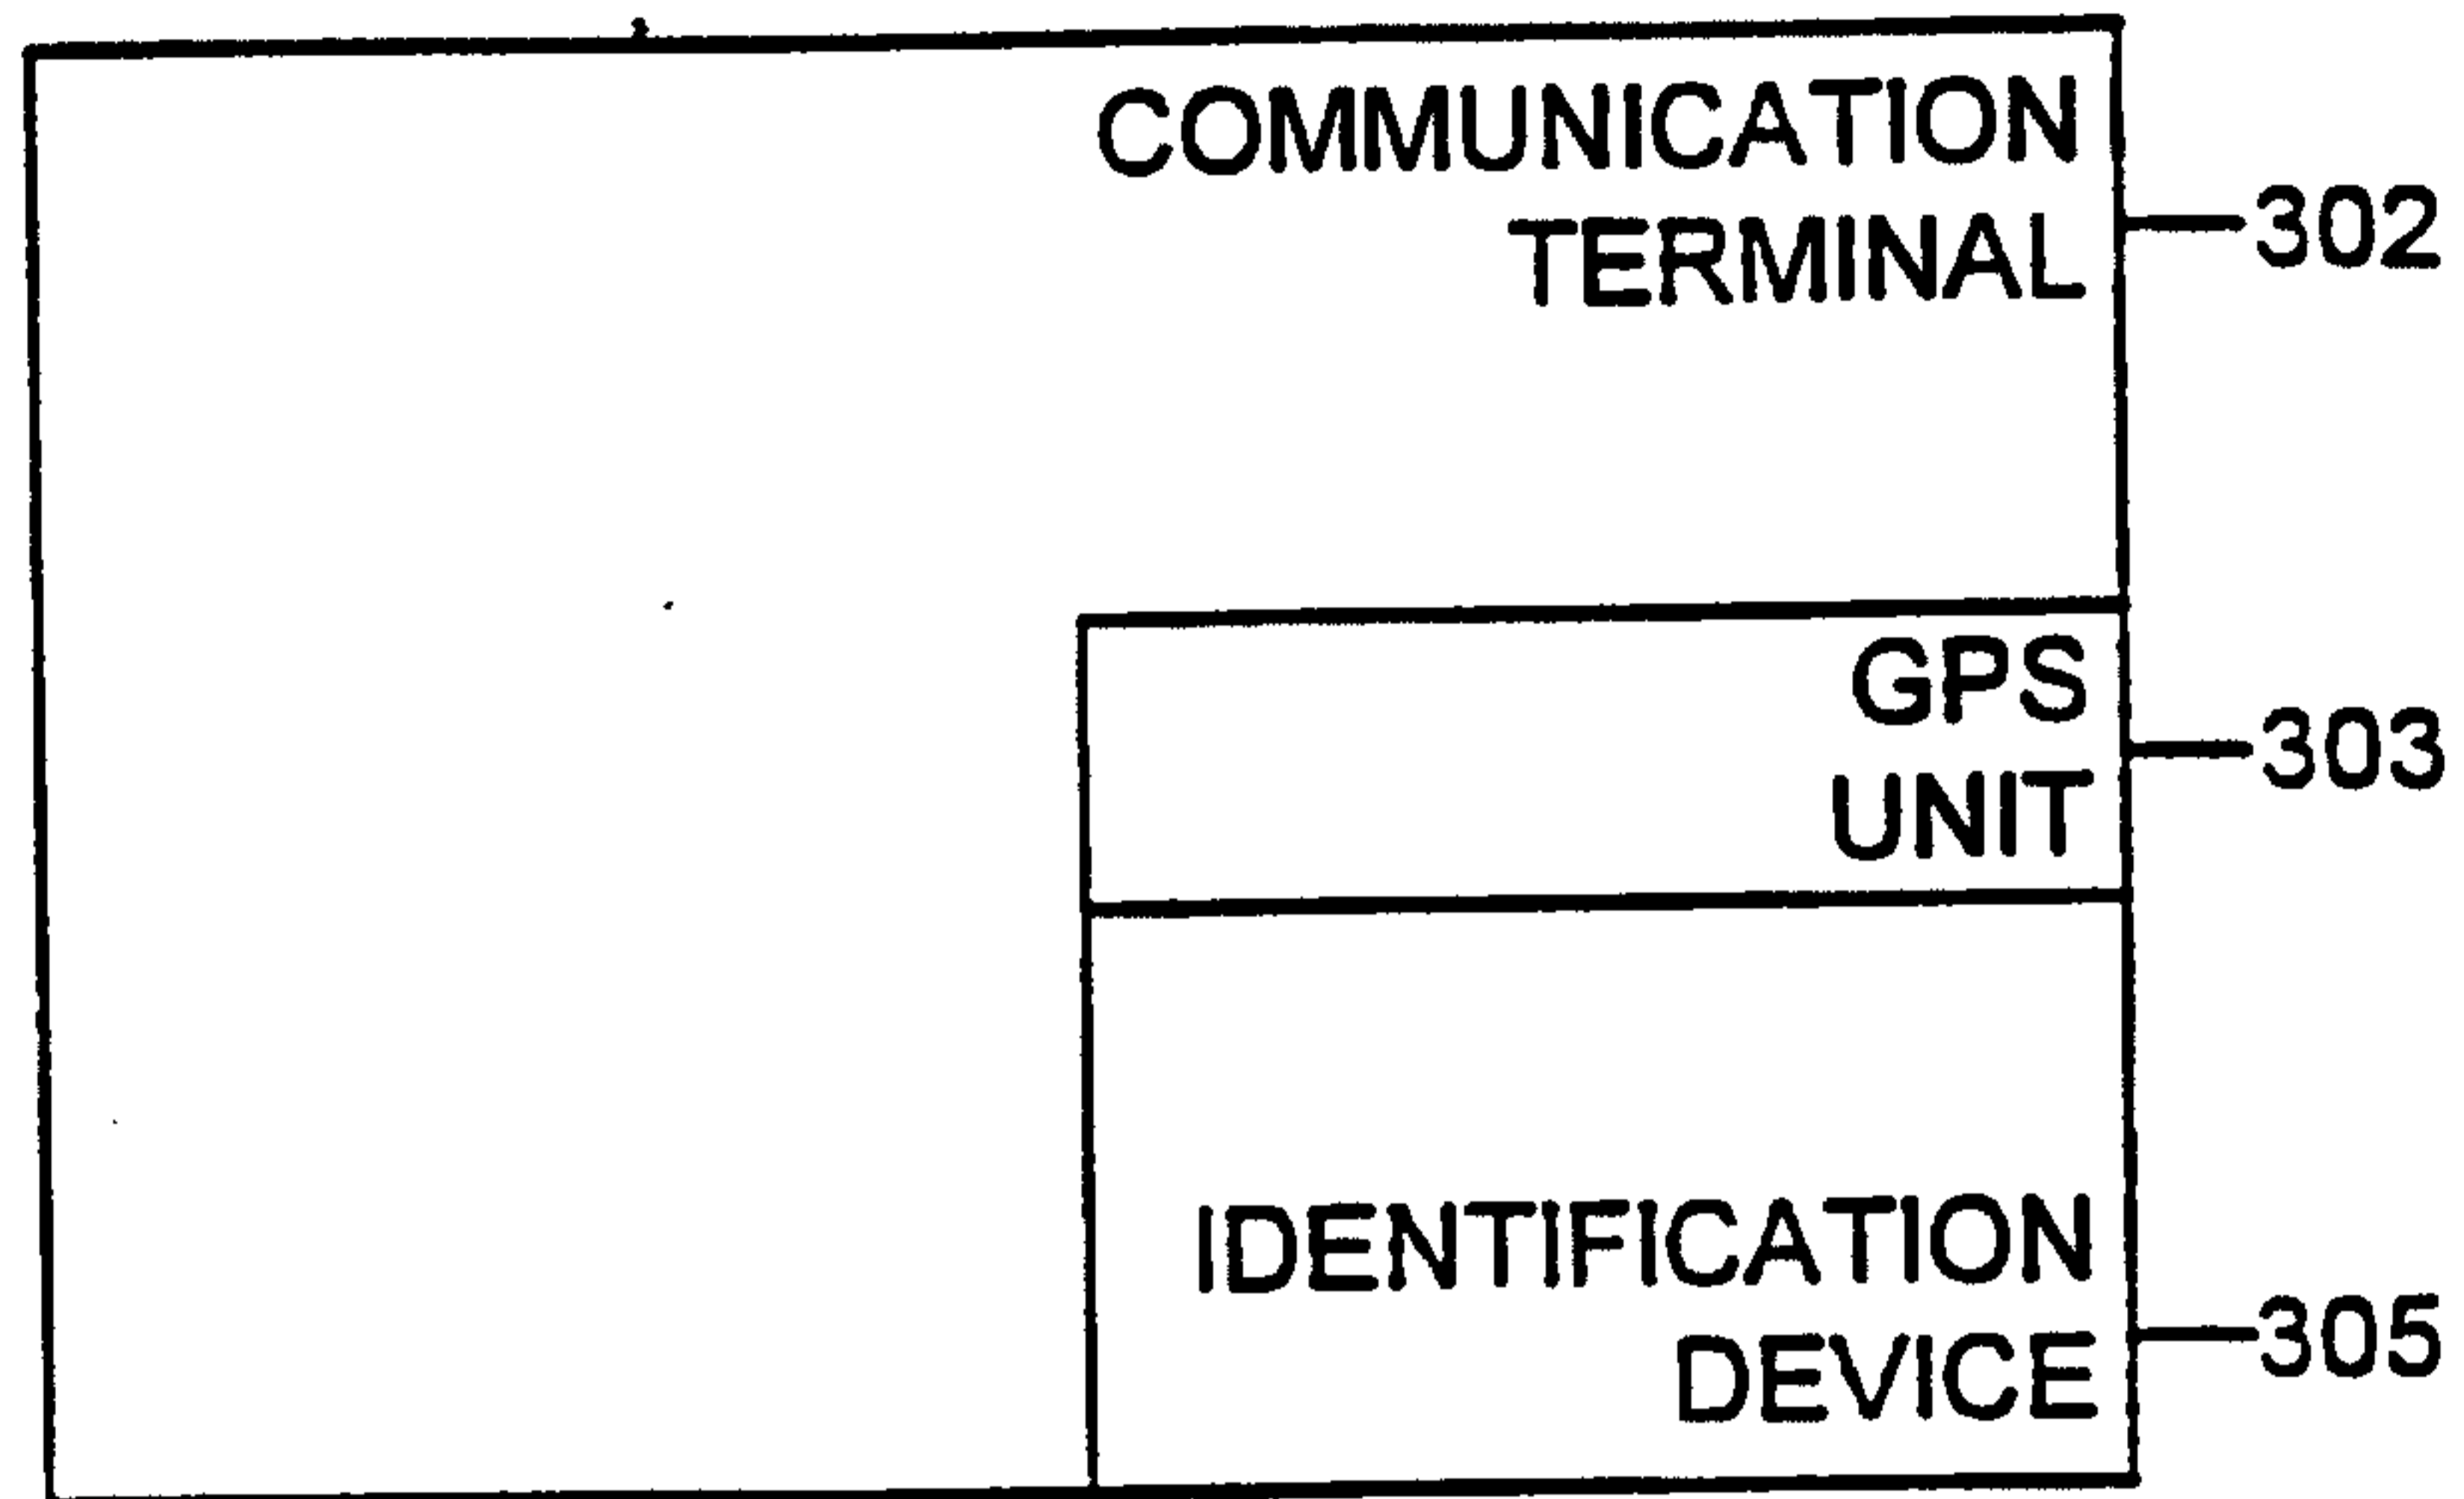 COMMUNICATION
TERMINAL
302
GPS
UNIT
303
IDENTIFICATION
DEVICE
305